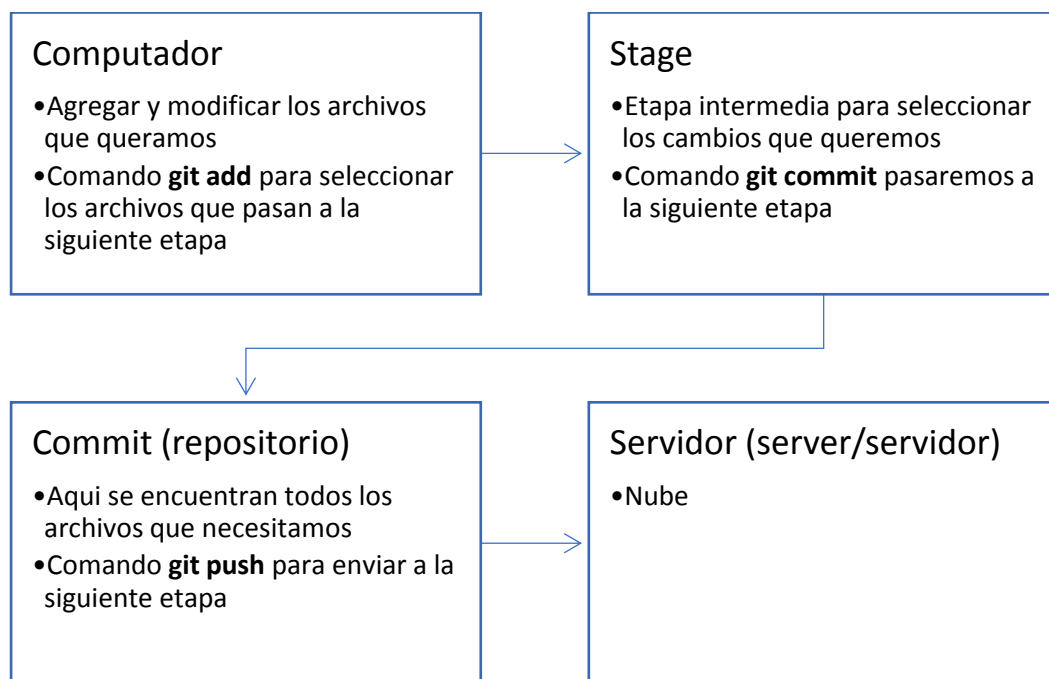 Computador
•Agregar y modificar los archivos
que queramos
•Comando git add para seleccionar
los archivos que pasan a la
siguiente etapa
Stage
•Etapa intermedia para seleccionar
los cambios que queremos
•Comando git commit pasaremos a
la siguiente etapa
Commit (repositorio)
•Aqui se encuentran todos los
archivos que necesitamos
•Comando git push para enviar a la
siguiente etapa
Servidor (server/servidor)
•Nube